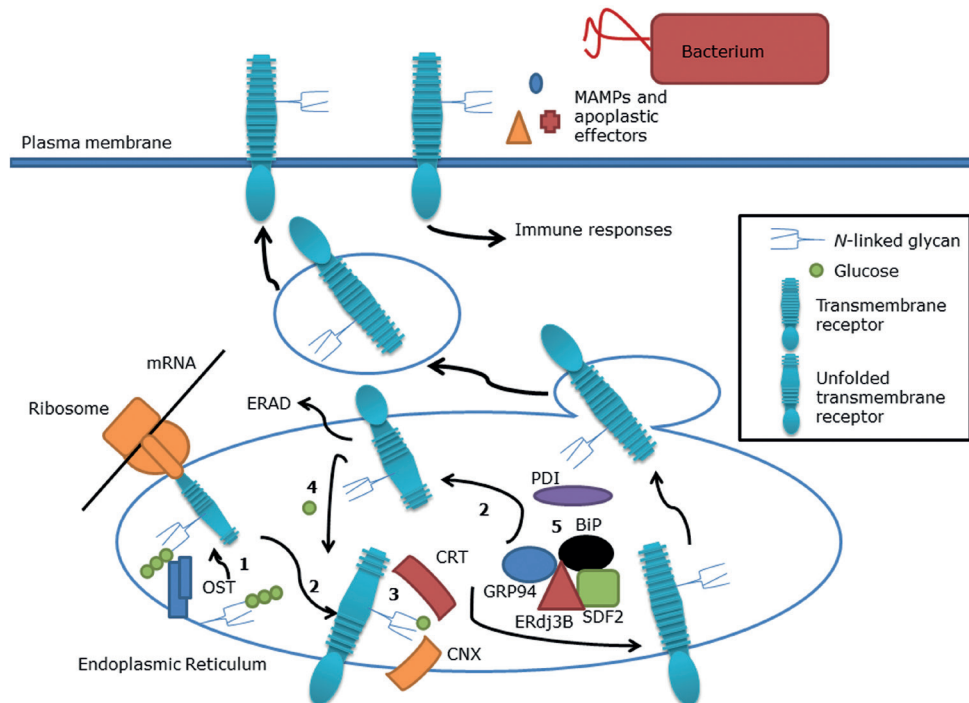 Bacterium
MAMPs and
apoplastic
effectors
Plasma membrane
Immune responses
N-linked glycan
Glucose
Transmembrane
receptor
Unfolded
transmembrane
receptor
mRNA
Ribosome
ERAD
4
PDI
2
5
BiP
1
OST
2
3
CRT
GRP94
ERdj3B
SDF2
CNX
Endoplasmic Reticulum